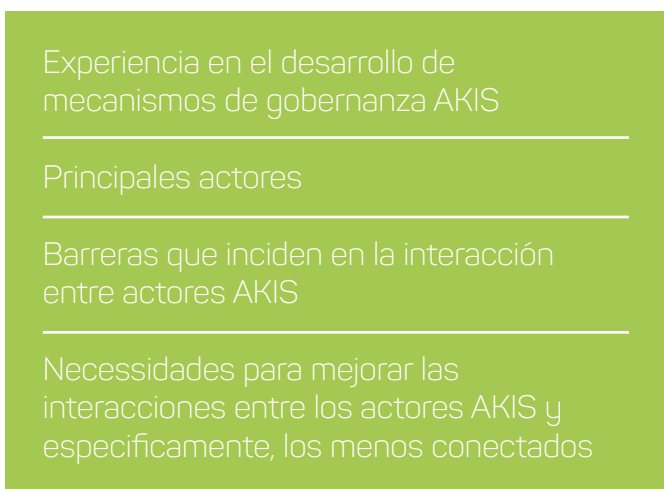 Experiencia en el desarrollo de
mecanismos de gobernanza AKIS
Principales actores
Barreras que inciden en la interacción
entre actores AKIS
Necessidades para mejorar las
interacciones entre los actores AKIS y
especificamente, los menos conectados